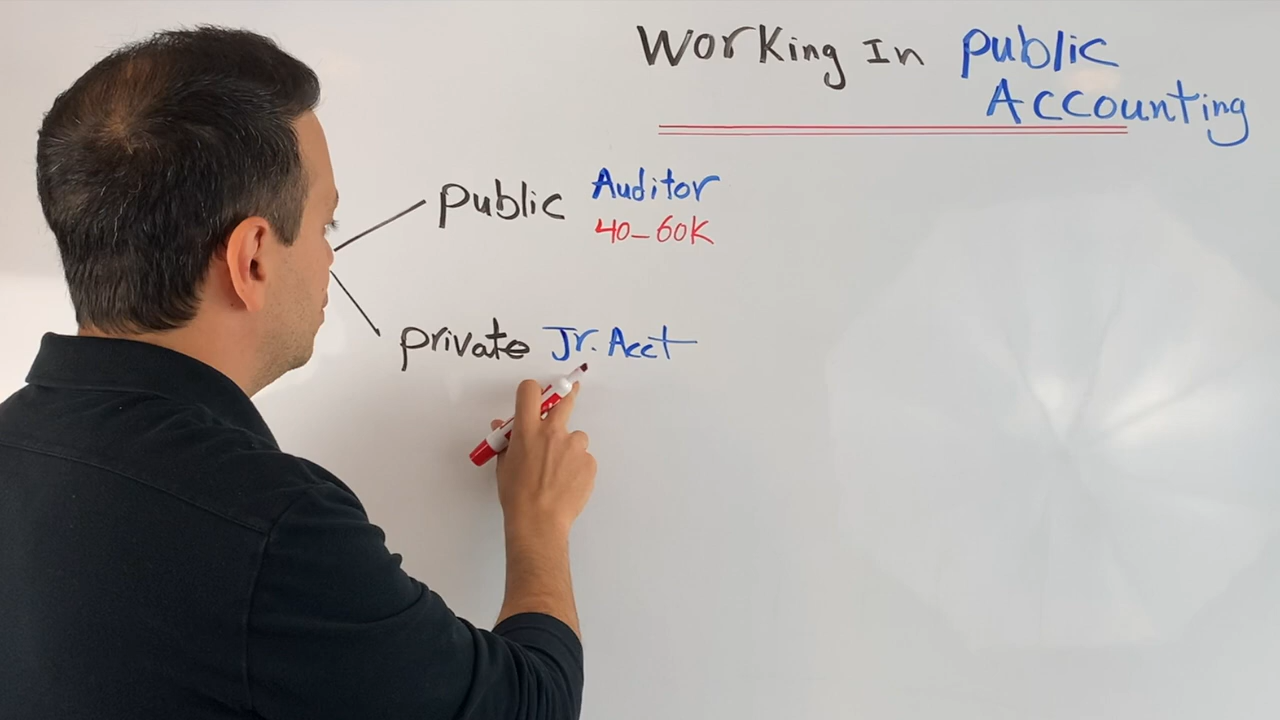 Working In public
Accounting
public Auditor
40-60K
private Jr. Acct